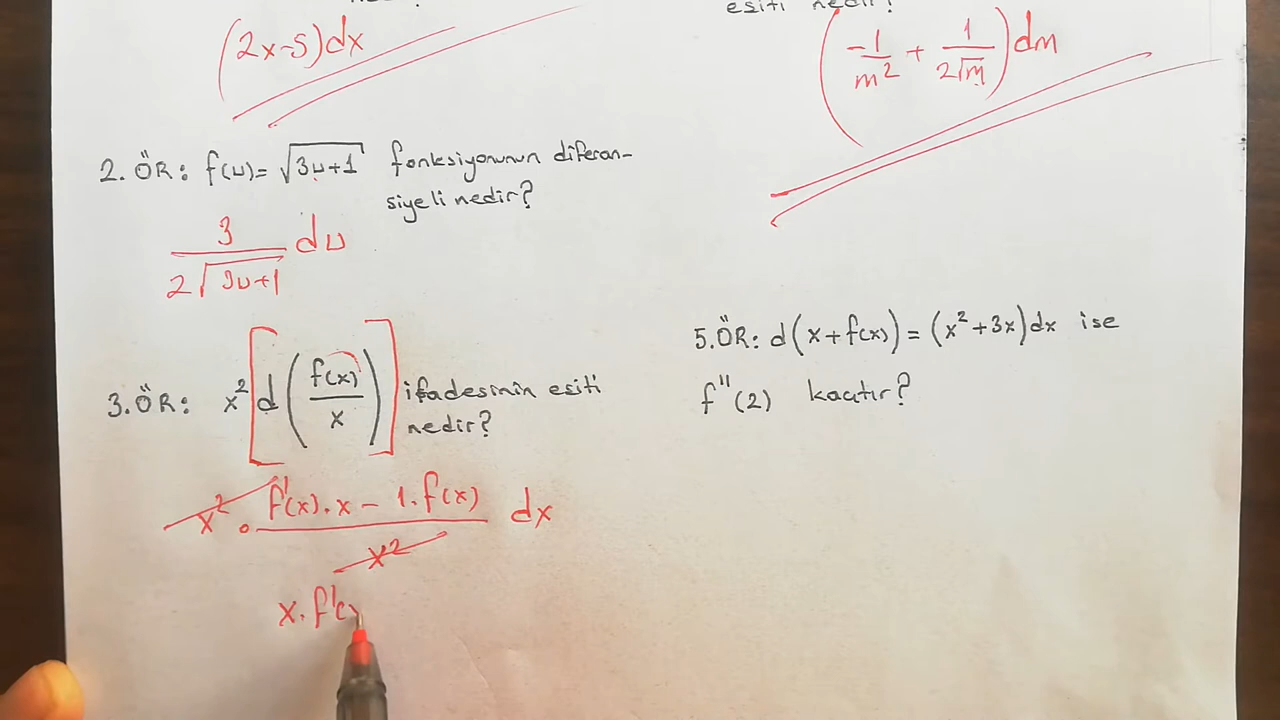 (2x-5)dx
2. ÖR: f(u)= √3u+1 fonksiyonunun diferan-
siyeli nedir?
3 / 2√3u+1 du
3.ÖR: x² [d(f(x)/x)] ifadesinin eşiti
nedir?
x² . f'(x).x - 1.f(x) / x² dx
x.f'(x
eşiti nedir?
(-1/m² + 1/2√m) dm
5.ÖR: d(x+f(x)) = (x²+3x)dx ise
f''(2) kaçtır?